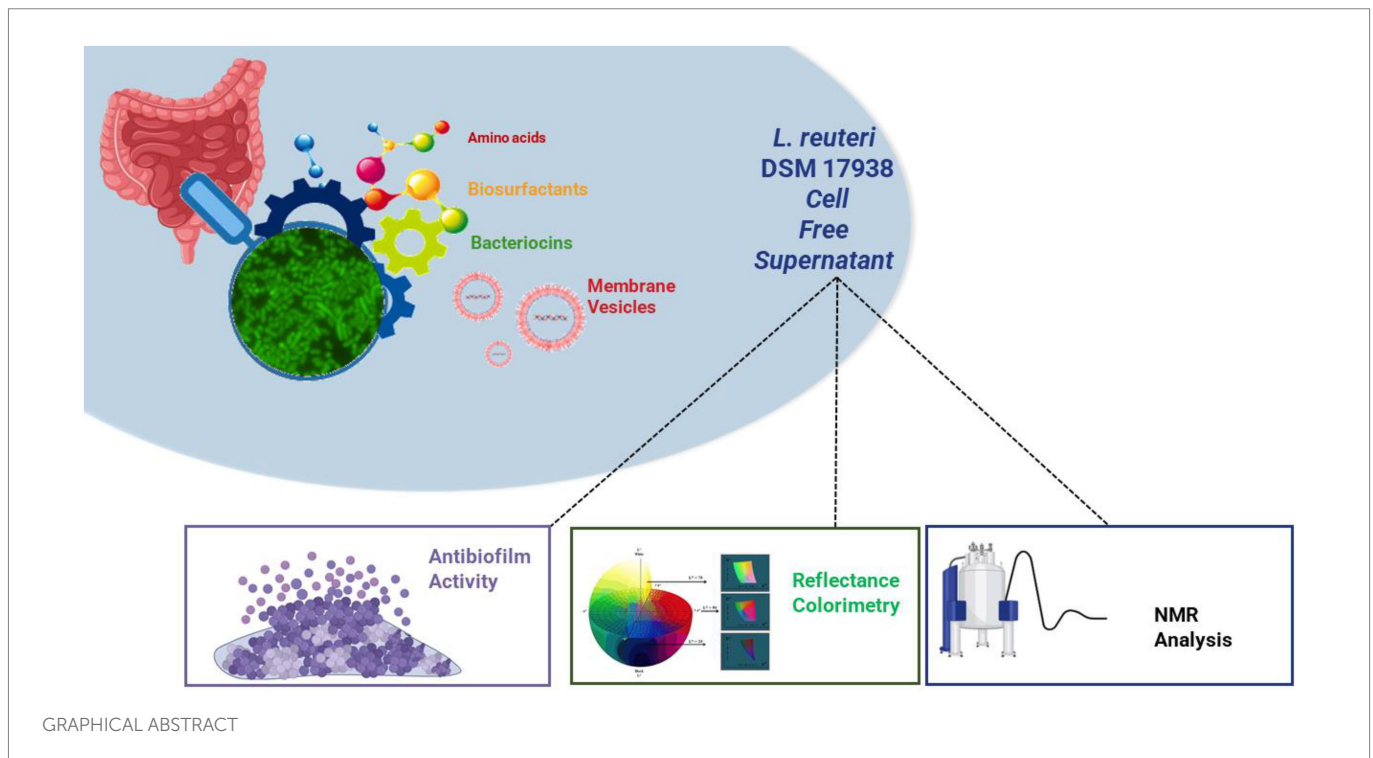 Amino acids
Biosurfactants
Bacteriocins
Membrane
Vesicles
L. reuteri
DSM 17938
Cell
Free
Supernatant
Antibiofilm
Activity
Reflectance
Colorimetry
NMR
Analysis
GRAPHICAL ABSTRACT